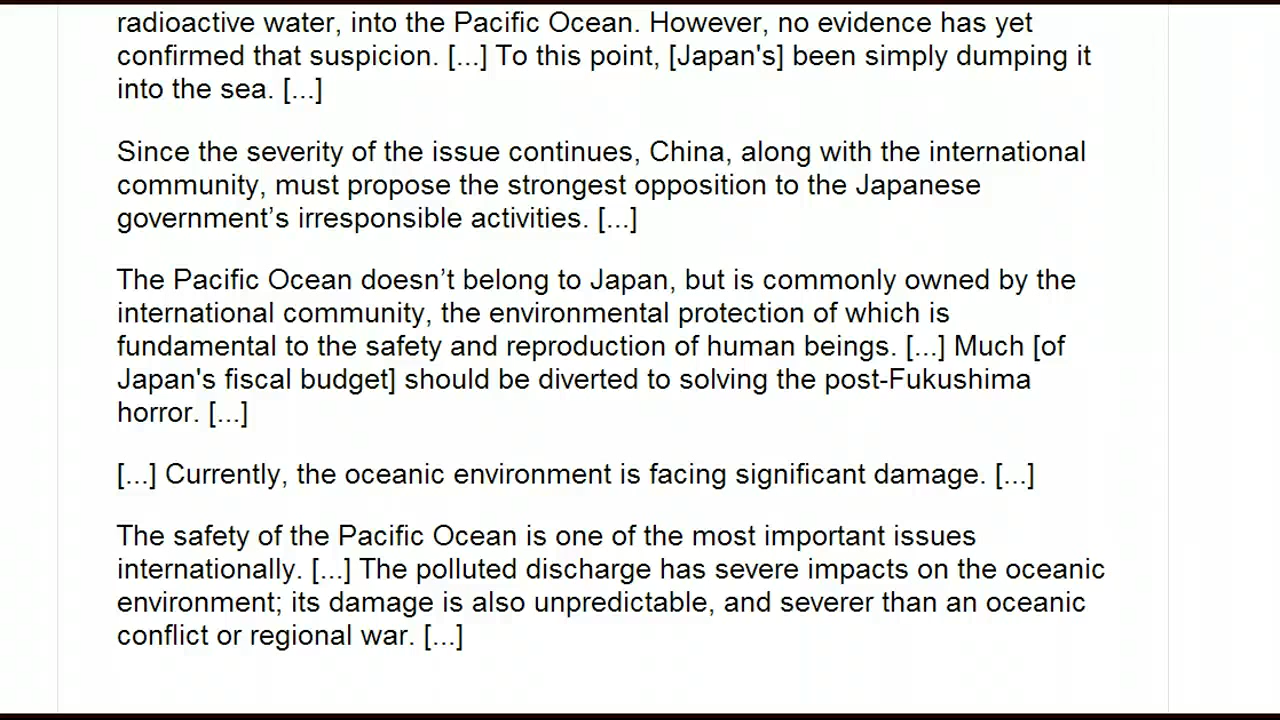 radioactive water, into the Pacific Ocean. However, no evidence has yet
confirmed that suspicion. [...] To this point, [Japan's] been simply dumping it
into the sea. [...]
Since the severity of the issue continues, China, along with the international
community, must propose the strongest opposition to the Japanese
government’s irresponsible activities. [...]
The Pacific Ocean doesn’t belong to Japan, but is commonly owned by the
international community, the environmental protection of which is
fundamental to the safety and reproduction of human beings. [...] Much [of
Japan's fiscal budget] should be diverted to solving the post-Fukushima
horror. [...]
[...] Currently, the oceanic environment is facing significant damage. [...]
The safety of the Pacific Ocean is one of the most important issues
internationally. [...] The polluted discharge has severe impacts on the oceanic
environment; its damage is also unpredictable, and severer than an oceanic
conflict or regional war. [...]